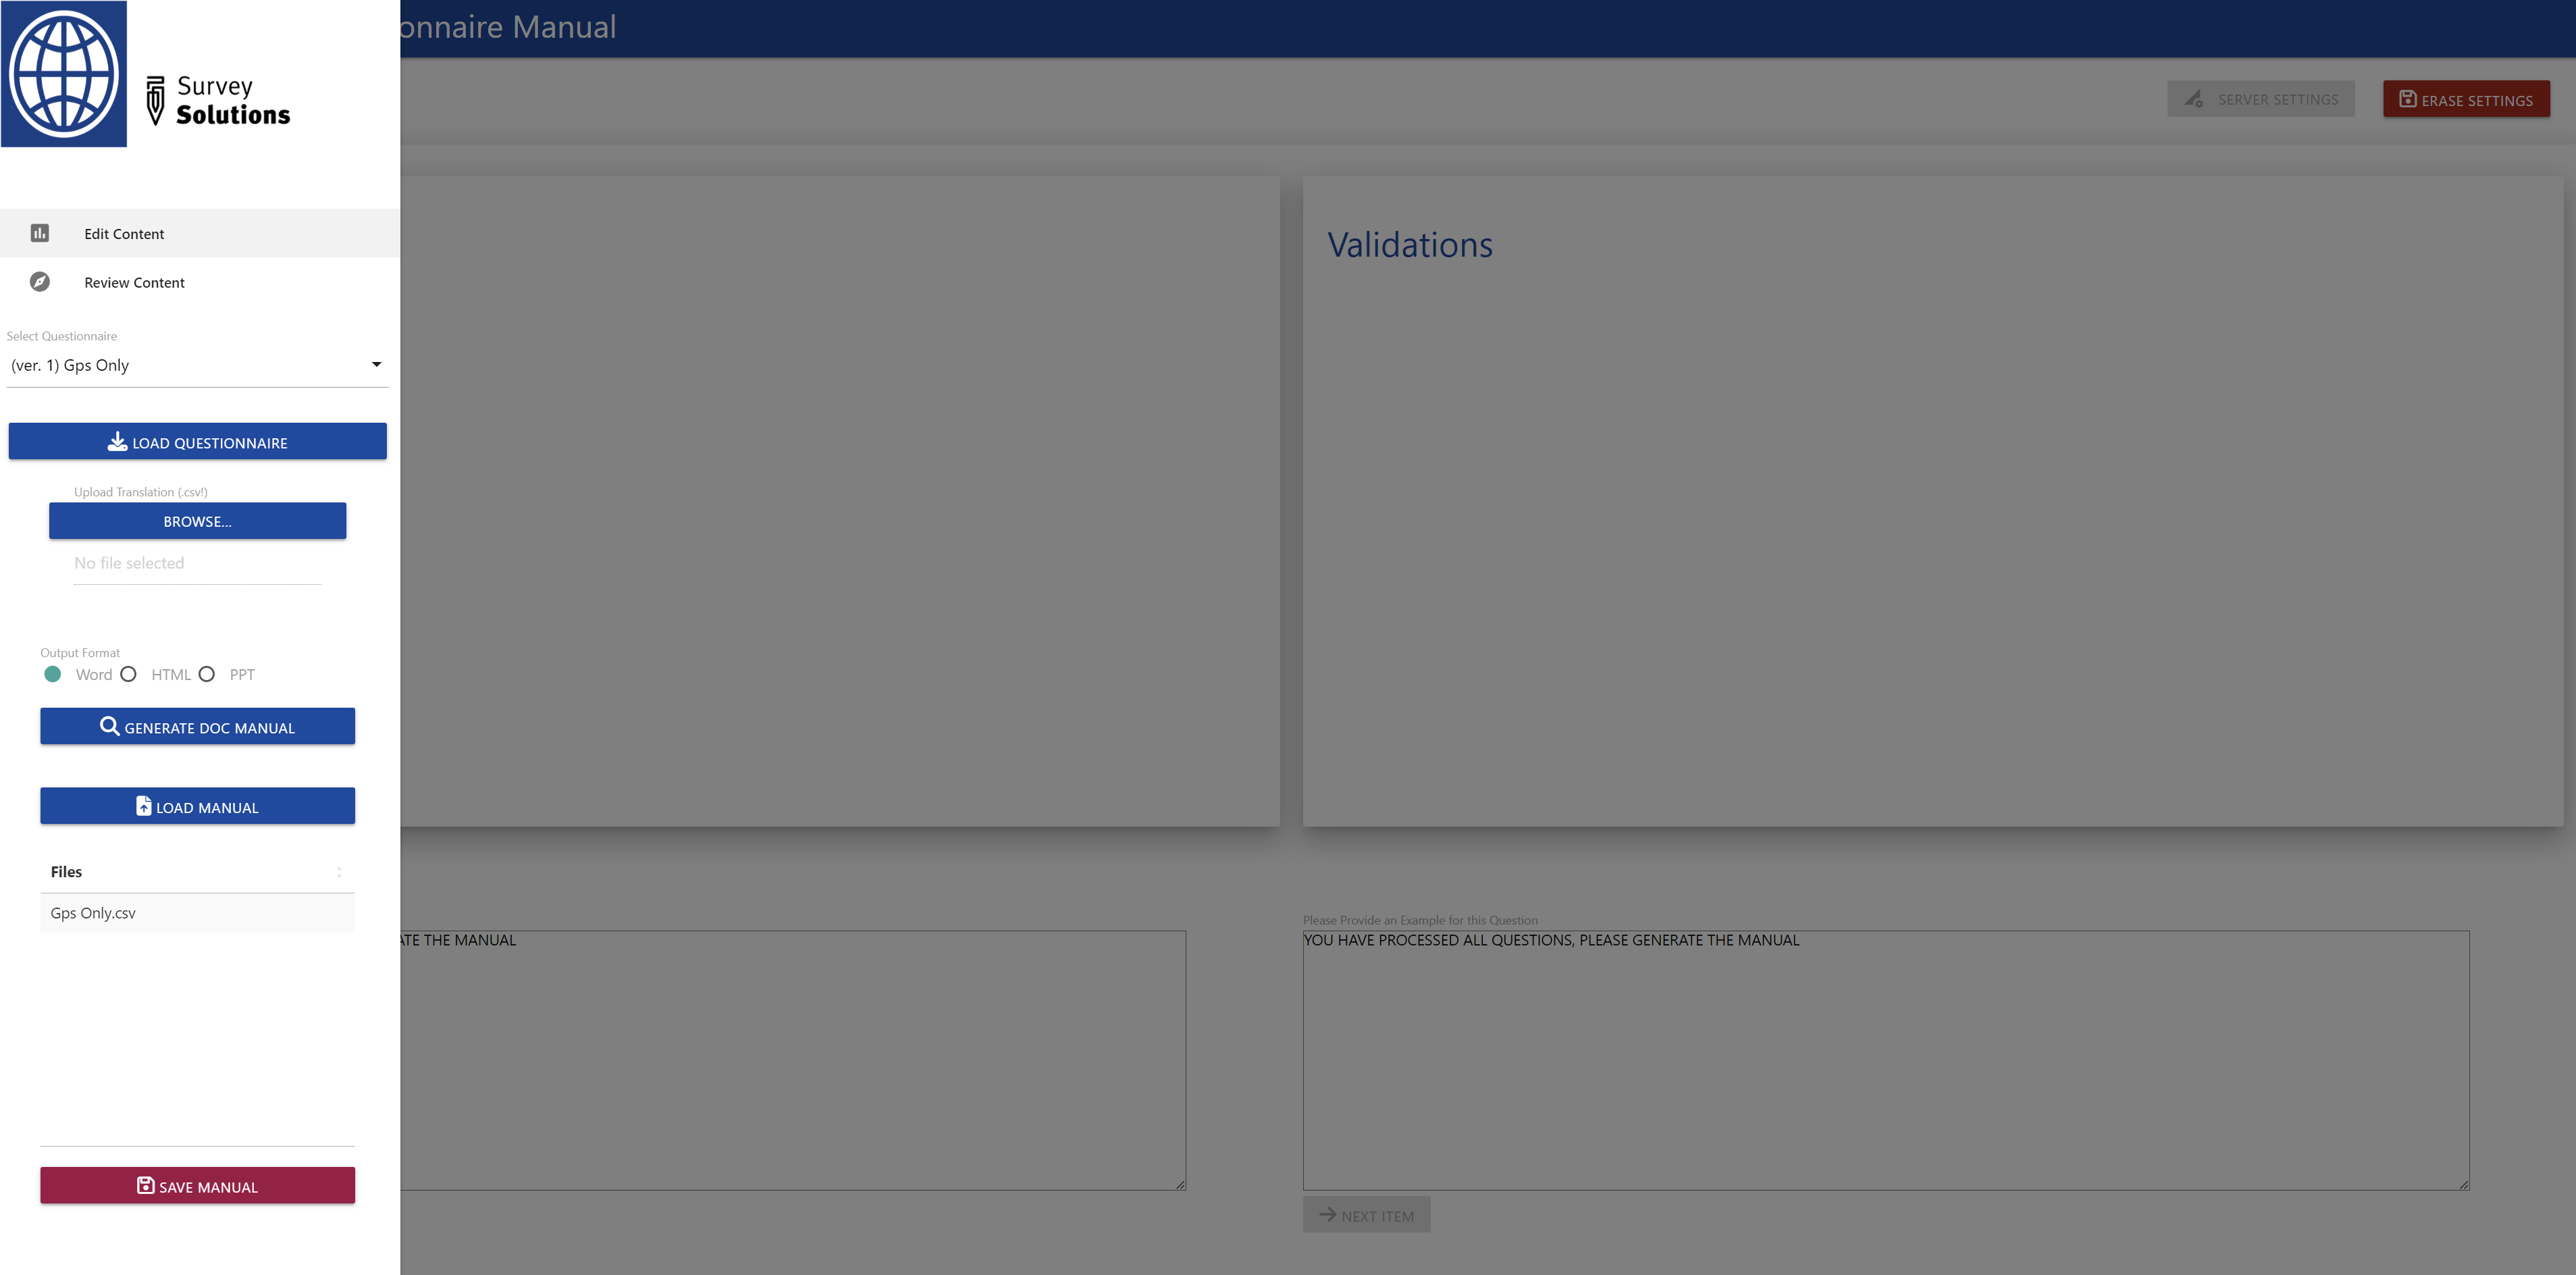 Survey
Solutions
Edit Content
Review Content
Select Questionnaire
(ver. 1) Gps Only
LOAD QUESTIONNAIRE
Upload Translation (.csv!)
BROWSE...
No file selected
Output Format
Word HTML PPT
GENERATE DOC MANUAL
LOAD MANUAL
Files
Gps Only.csv
SAVE MANUAL
onnaire Manual
SERVER SETTINGS
ERASE SETTINGS
Validations
ATE THE MANUAL
Please Provide an Example for this Question
YOU HAVE PROCESSED ALL QUESTIONS, PLEASE GENERATE THE MANUAL
NEXT ITEM